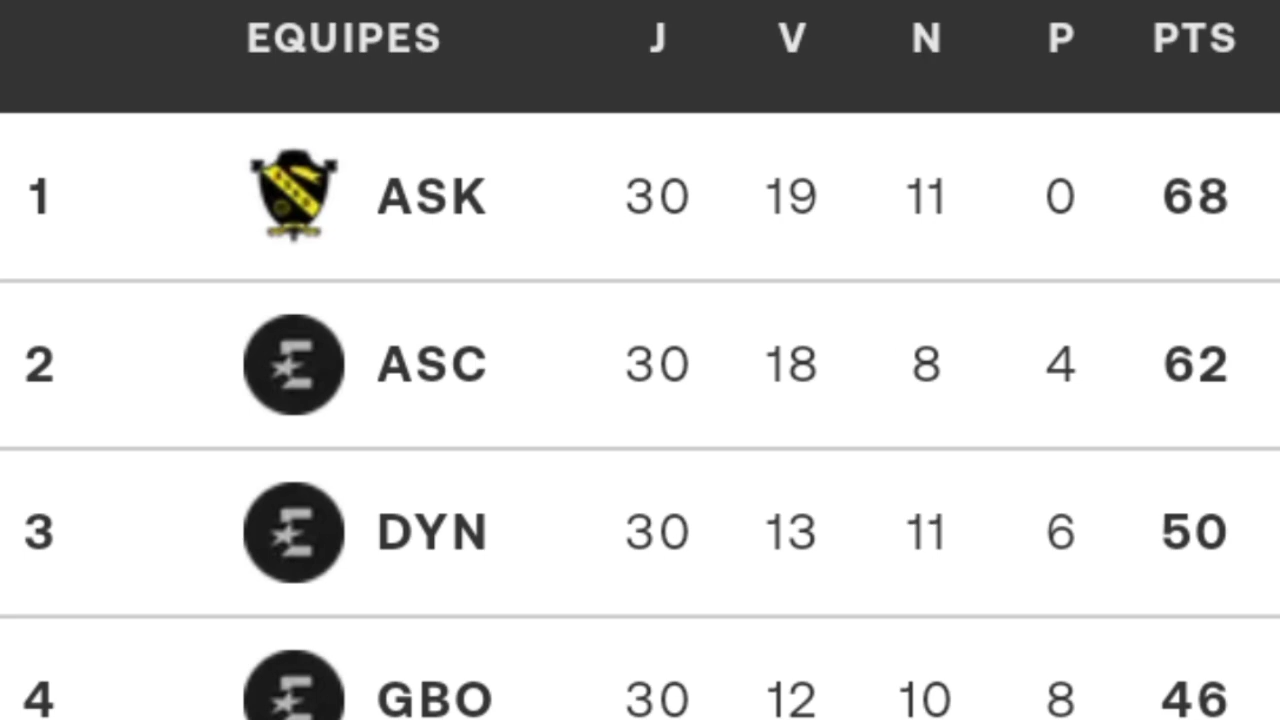 EQUIPES J V N P PTS
1 ASK 30 19 11 0 68
2 ASC 30 18 8 4 62
3 DYN 30 13 11 6 50
4 GBO 30 12 10 8 46